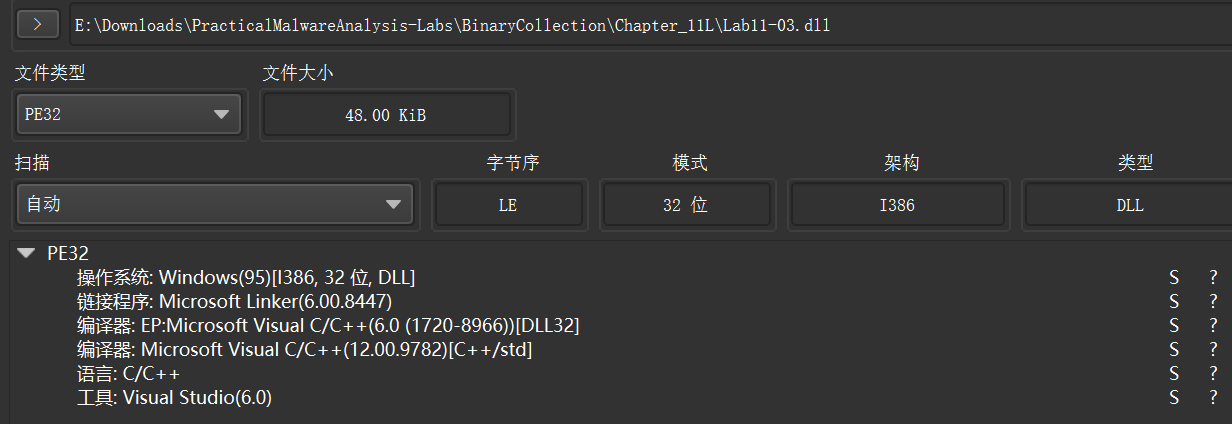 > E:\Downloads\PracticalMalwareAnalysis-Labs\BinaryCollection\Chapter_11L\Lab11-03.dll
文件类型 文件大小
PE32 48.00 KiB
扫描 字节序 模式 架构 类型
自动 LE 32 位 I386 DLL
PE32
操作系统: Windows(95)[I386, 32 位, DLL] S ?
链接程序: Microsoft Linker(6.00.8447) S ?
编译器: EP:Microsoft Visual C/C++(6.0 (1720-8966))[DLL32] S ?
编译器: Microsoft Visual C/C++(12.00.9782)[C++/std] S ?
语言: C/C++ S ?
工具: Visual Studio(6.0) S ?